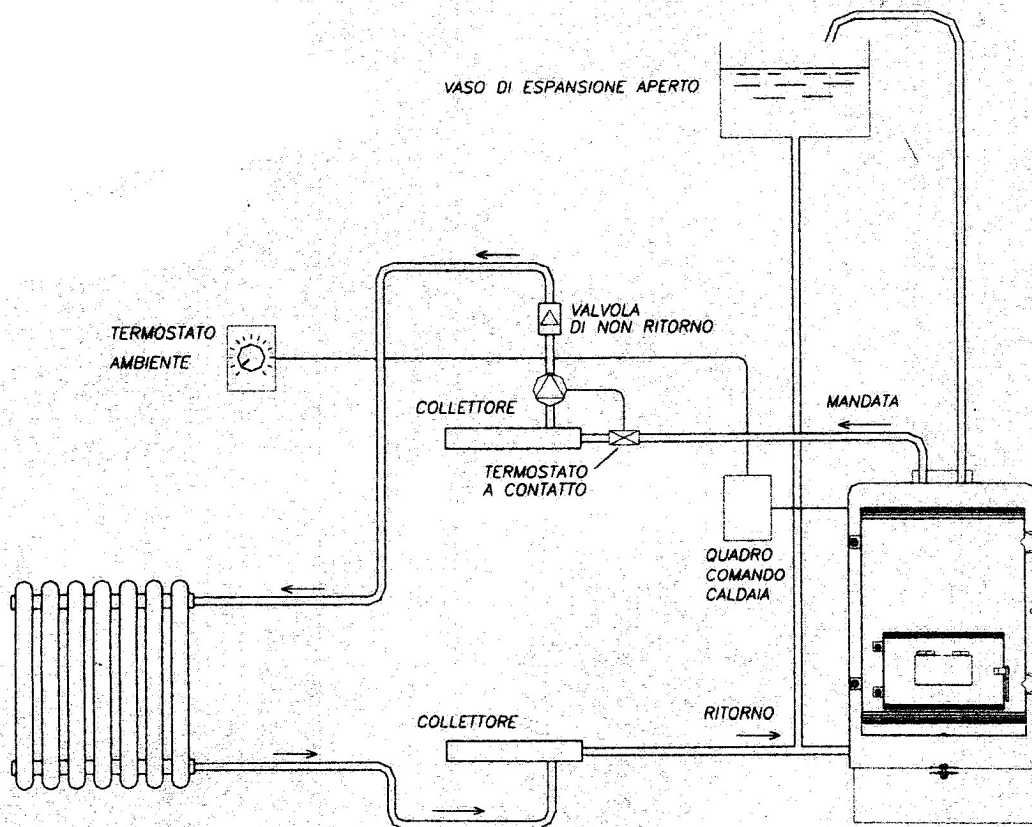 VASO DI ESPANSIONE APERTO
VALVOLA
DI NON RITORNO
TERMOSTATO
AMBIENTE
COLLETTORE
MANDATA
TERMOSTATO
A CONTATTO
QUADRO
COMANDO
CALDAIA
COLLETTORE
RITORNO